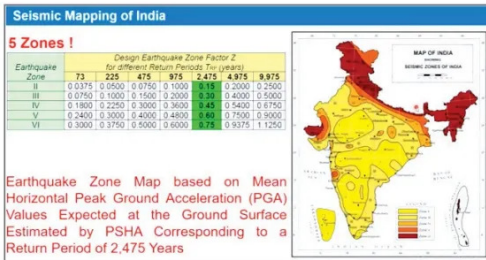 Seismic Mapping of India
5 Zones !
Earthquake Zone
Design Earthquake Zone Factor Z
for different Return Periods TRP (years)
73 225 475 975 2,475 4,975 9,975
II 0.0375 0.0500 0.0750 0.1000 0.15 0.2000 0.2500
III 0.0750 0.1000 0.1500 0.2000 0.30 0.4000 0.5000
IV 0.1800 0.2250 0.3000 0.3600 0.45 0.5400 0.6750
V 0.2400 0.3000 0.4000 0.4800 0.60 0.7500 0.9000
VI 0.3000 0.3750 0.5000 0.6000 0.75 0.9375 1.1250
Earthquake Zone Map based on Mean
Horizontal Peak Ground Acceleration (PGA)
Values Expected at the Ground Surface
Estimated by PSHA Corresponding to a
Return Period of 2,475 Years
MAP OF INDIA
SEISMIC ZONES OF INDIA